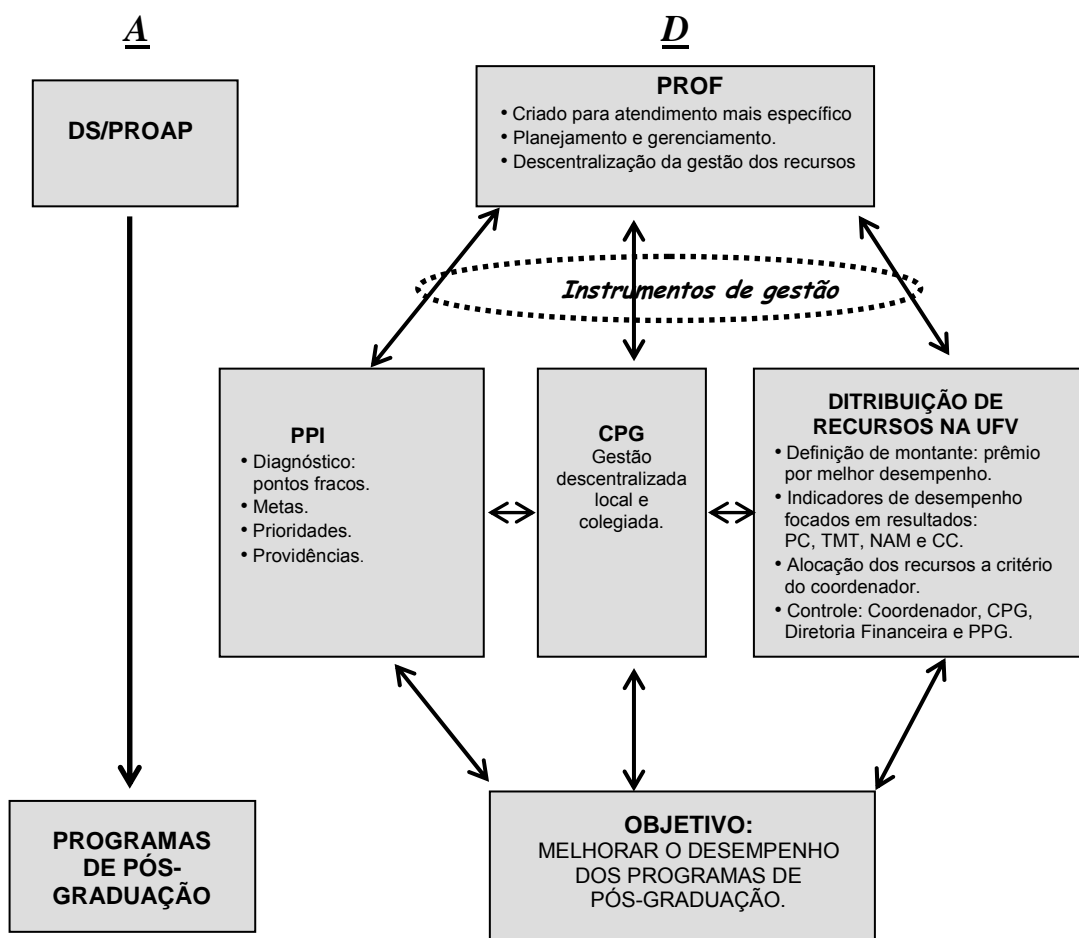 A
D
DS/PROAP
PROF
• Criado para atendimento mais específico
• Planejamento e gerenciamento.
• Descentralização da gestão dos recursos
Instrumentos de gestão
PPI
• Diagnóstico:
pontos fracos.
• Metas.
• Prioridades.
• Providências.
CPG
Gestão
descentralizada
local e
colegiada.
DITRIBUIÇÃO DE
RECURSOS NA UFV
• Definição de montante: prêmio
por melhor desempenho.
• Indicadores de desempenho
focados em resultados:
PC, TMT, NAM e CC.
• Alocação dos recursos a critério
do coordenador.
• Controle: Coordenador, CPG,
Diretoria Financeira e PPG.
PROGRAMAS
DE PÓS-
GRADUAÇÃO
OBJETIVO:
MELHORAR O DESEMPENHO
DOS PROGRAMAS DE
PÓS-GRADUAÇÃO.